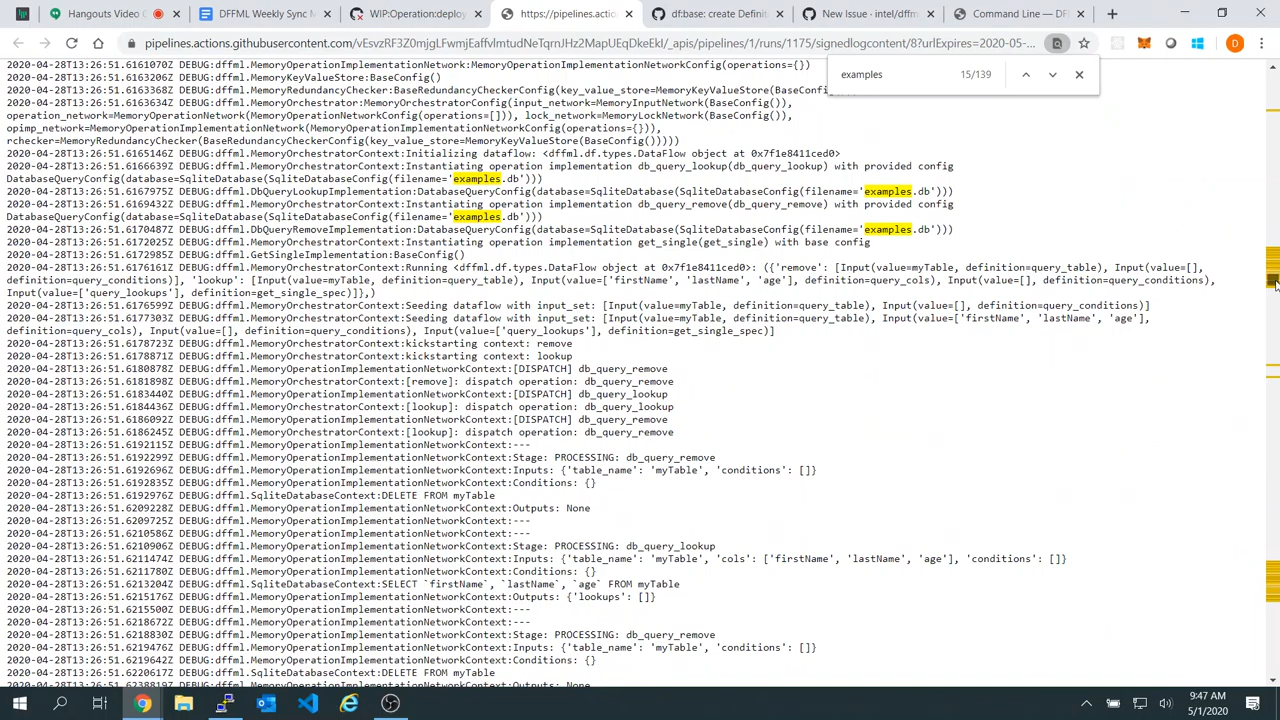 Hangouts Video C
DFFML Weekly Sync M
WIP:Operation:deploy
https://pipelines.actio
df:base: create Definit
New Issue · intel/dffm
Command Line — DFF
https://pipelines.actions.githubusercontent.com/
examples
15/139
2020-04-28T13:26:51.6161070Z DEBUG:dffml.MemoryOperationImplementationNetwork:MemoryOperationImplementationNetworkConfig(operations={})
2020-04-28T13:26:51.6163206Z DEBUG:dffml.MemoryKeyValueStore:BaseConfig()
2020-04-28T13:26:51.6163368Z DEBUG:dffml.MemoryRedundancyChecker:BaseRedundancyCheckerConfig(key_value_store=MemoryKeyValueStore(BaseConfig
2020-04-28T13:26:51.6163634Z DEBUG:dffml.MemoryOrchestrator:MemoryOrchestratorConfig(input_network=MemoryInputNetwork(BaseConfig()),
operation_network=MemoryOperationNetwork(MemoryOperationNetworkConfig(operations=[])), lock_network=MemoryLockNetwork(BaseConfig()),
opimp_network=MemoryOperationImplementationNetwork(MemoryOperationImplementationNetworkConfig(operations={})),
rchecker=MemoryRedundancyChecker(BaseRedundancyCheckerConfig(key_value_store=MemoryKeyValueStore(BaseConfig()))))
2020-04-28T13:26:51.6165146Z DEBUG:dffml.MemoryOrchestratorContext:Initializing dataflow: <dffml.df.types.DataFlow object at 0x7f1e8411ced0>
2020-04-28T13:26:51.6166639Z DEBUG:dffml.MemoryOrchestratorContext:Instantiating operation implementation db_query_lookup(db_query_lookup) with provided config
DatabaseQueryConfig(database=SqliteDatabase(SqliteDatabaseConfig(filename='examples.db')))
2020-04-28T13:26:51.6167975Z DEBUG:dffml.DbQueryLookupImplementation:DatabaseQueryConfig(database=SqliteDatabase(SqliteDatabaseConfig(filename='examples.db')))
2020-04-28T13:26:51.6169432Z DEBUG:dffml.MemoryOrchestratorContext:Instantiating operation implementation db_query_remove(db_query_remove) with provided config
DatabaseQueryConfig(database=SqliteDatabase(SqliteDatabaseConfig(filename='examples.db')))
2020-04-28T13:26:51.6170487Z DEBUG:dffml.DbQueryRemoveImplementation:DatabaseQueryConfig(database=SqliteDatabase(SqliteDatabaseConfig(filename='examples.db')))
2020-04-28T13:26:51.6172025Z DEBUG:dffml.MemoryOrchestratorContext:Instantiating operation implementation get_single(get_single) with base config
2020-04-28T13:26:51.6172985Z DEBUG:dffml.GetSingleImplementation:BaseConfig()
2020-04-28T13:26:51.6176161Z DEBUG:dffml.MemoryOrchestratorContext:Running <dffml.df.types.DataFlow object at 0x7f1e8411ced0>: ({'remove': [Input(value=myTable, definition=query_table), Input(value=[],
definition=query_conditions)], 'lookup': [Input(value=myTable, definition=query_table), Input(value=['firstName', 'lastName', 'age'], definition=query_cols), Input(value=[], definition=query_conditions),
Input(value=['query_lookups'], definition=get_single_spec)]},)
2020-04-28T13:26:51.6176599Z DEBUG:dffml.MemoryOrchestratorContext:Seeding dataflow with input_set: [Input(value=myTable, definition=query_table), Input(value=[], definition=query_conditions)]
2020-04-28T13:26:51.6177303Z DEBUG:dffml.MemoryOrchestratorContext:Seeding dataflow with input_set: [Input(value=myTable, definition=query_table), Input(value=['firstName', 'lastName', 'age'],
definition=query_cols), Input(value=[], definition=query_conditions), Input(value=['query_lookups'], definition=get_single_spec)]
2020-04-28T13:26:51.6178723Z DEBUG:dffml.MemoryOrchestratorContext:kickstarting context: remove
2020-04-28T13:26:51.6178871Z DEBUG:dffml.MemoryOrchestratorContext:kickstarting context: lookup
2020-04-28T13:26:51.6180878Z DEBUG:dffml.MemoryOperationImplementationNetworkContext:[DISPATCH] db_query_remove
2020-04-28T13:26:51.6181898Z DEBUG:dffml.MemoryOrchestratorContext:[remove]: dispatch operation: db_query_remove
2020-04-28T13:26:51.6183440Z DEBUG:dffml.MemoryOperationImplementationNetworkContext:[DISPATCH] db_query_lookup
2020-04-28T13:26:51.6184436Z DEBUG:dffml.MemoryOrchestratorContext:[lookup]: dispatch operation: db_query_lookup
2020-04-28T13:26:51.6186092Z DEBUG:dffml.MemoryOperationImplementationNetworkContext:[DISPATCH] db_query_remove
2020-04-28T13:26:51.6186245Z DEBUG:dffml.MemoryOrchestratorContext:[lookup]: dispatch operation: db_query_remove
2020-04-28T13:26:51.6192115Z DEBUG:dffml.MemoryOperationImplementationNetworkContext:---
2020-04-28T13:26:51.6192299Z DEBUG:dffml.MemoryOperationImplementationNetworkContext:Stage: PROCESSING: db_query_remove
2020-04-28T13:26:51.6192696Z DEBUG:dffml.MemoryOperationImplementationNetworkContext:Inputs: {'table_name': 'myTable', 'conditions': []}
2020-04-28T13:26:51.6192835Z DEBUG:dffml.MemoryOperationImplementationNetworkContext:Conditions: {}
2020-04-28T13:26:51.6192976Z DEBUG:dffml.SqliteDatabaseContext:DELETE FROM myTable
2020-04-28T13:26:51.6209228Z DEBUG:dffml.MemoryOperationImplementationNetworkContext:Outputs: None
2020-04-28T13:26:51.6209725Z DEBUG:dffml.MemoryOperationImplementationNetworkContext:---
2020-04-28T13:26:51.6210586Z DEBUG:dffml.MemoryOperationImplementationNetworkContext:---
2020-04-28T13:26:51.6210906Z DEBUG:dffml.MemoryOperationImplementationNetworkContext:Stage: PROCESSING: db_query_lookup
2020-04-28T13:26:51.6211474Z DEBUG:dffml.MemoryOperationImplementationNetworkContext:Inputs: {'table_name': 'myTable', 'cols': ['firstName', 'lastName', 'age'], 'conditions': []}
2020-04-28T13:26:51.6211780Z DEBUG:dffml.MemoryOperationImplementationNetworkContext:Conditions: {}
2020-04-28T13:26:51.6213204Z DEBUG:dffml.SqliteDatabaseContext:SELECT `firstName`, `lastName`, `age` FROM myTable
2020-04-28T13:26:51.6215176Z DEBUG:dffml.MemoryOperationImplementationNetworkContext:Outputs: {'lookups': []}
2020-04-28T13:26:51.6215500Z DEBUG:dffml.MemoryOperationImplementationNetworkContext:---
2020-04-28T13:26:51.6218672Z DEBUG:dffml.MemoryOperationImplementationNetworkContext:---
2020-04-28T13:26:51.6218830Z DEBUG:dffml.MemoryOperationImplementationNetworkContext:Stage: PROCESSING: db_query_remove
2020-04-28T13:26:51.6219476Z DEBUG:dffml.MemoryOperationImplementationNetworkContext:Inputs: {'table_name': 'myTable', 'conditions': []}
2020-04-28T13:26:51.6219642Z DEBUG:dffml.MemoryOperationImplementationNetworkContext:Conditions: {}
2020-04-28T13:26:51.6220617Z DEBUG:dffml.SqliteDatabaseContext:DELETE FROM myTable
2020-04-28T13:26:51.6238819Z DEBUG:dffml.MemoryOperationImplementationNetworkContext:Outputs: None
9:47 AM
5/1/2020